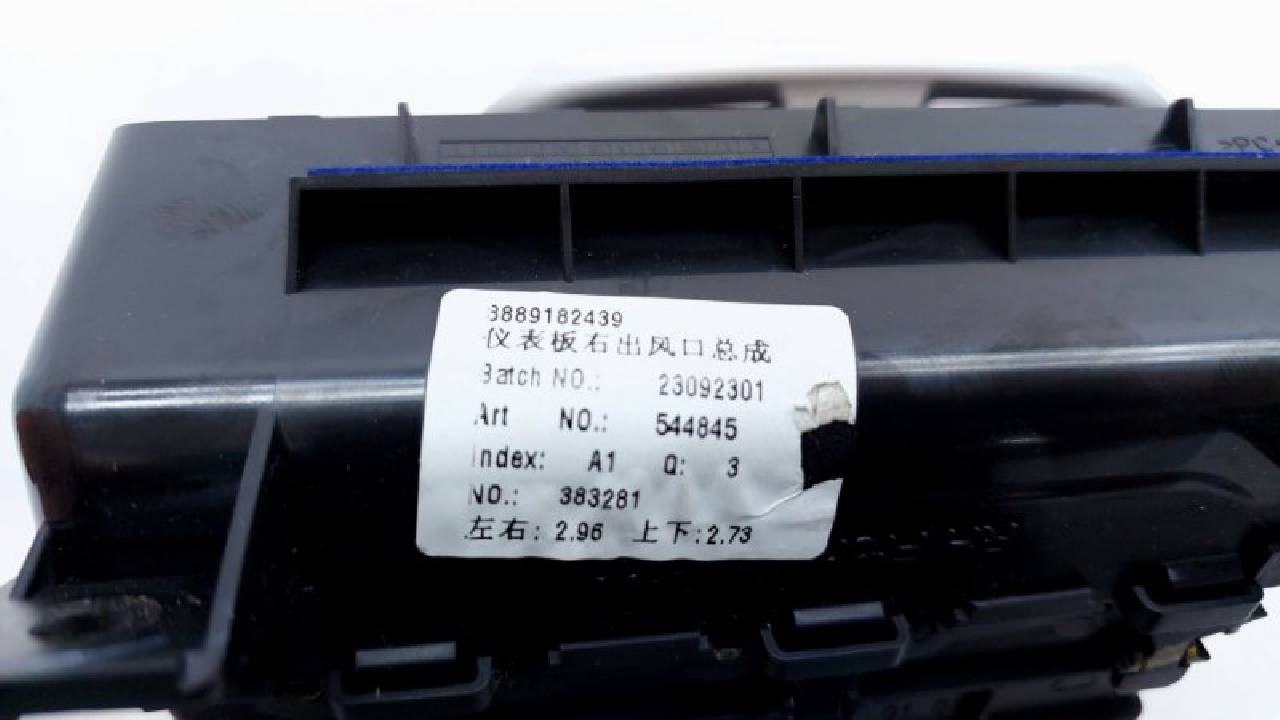 8889182439
仪表板右出风口总成
Batch NO.: 23092301
Art NO.: 544845
Index: A1 Q: 3
NO.: 383281
左右: 2.96 上下:2.73